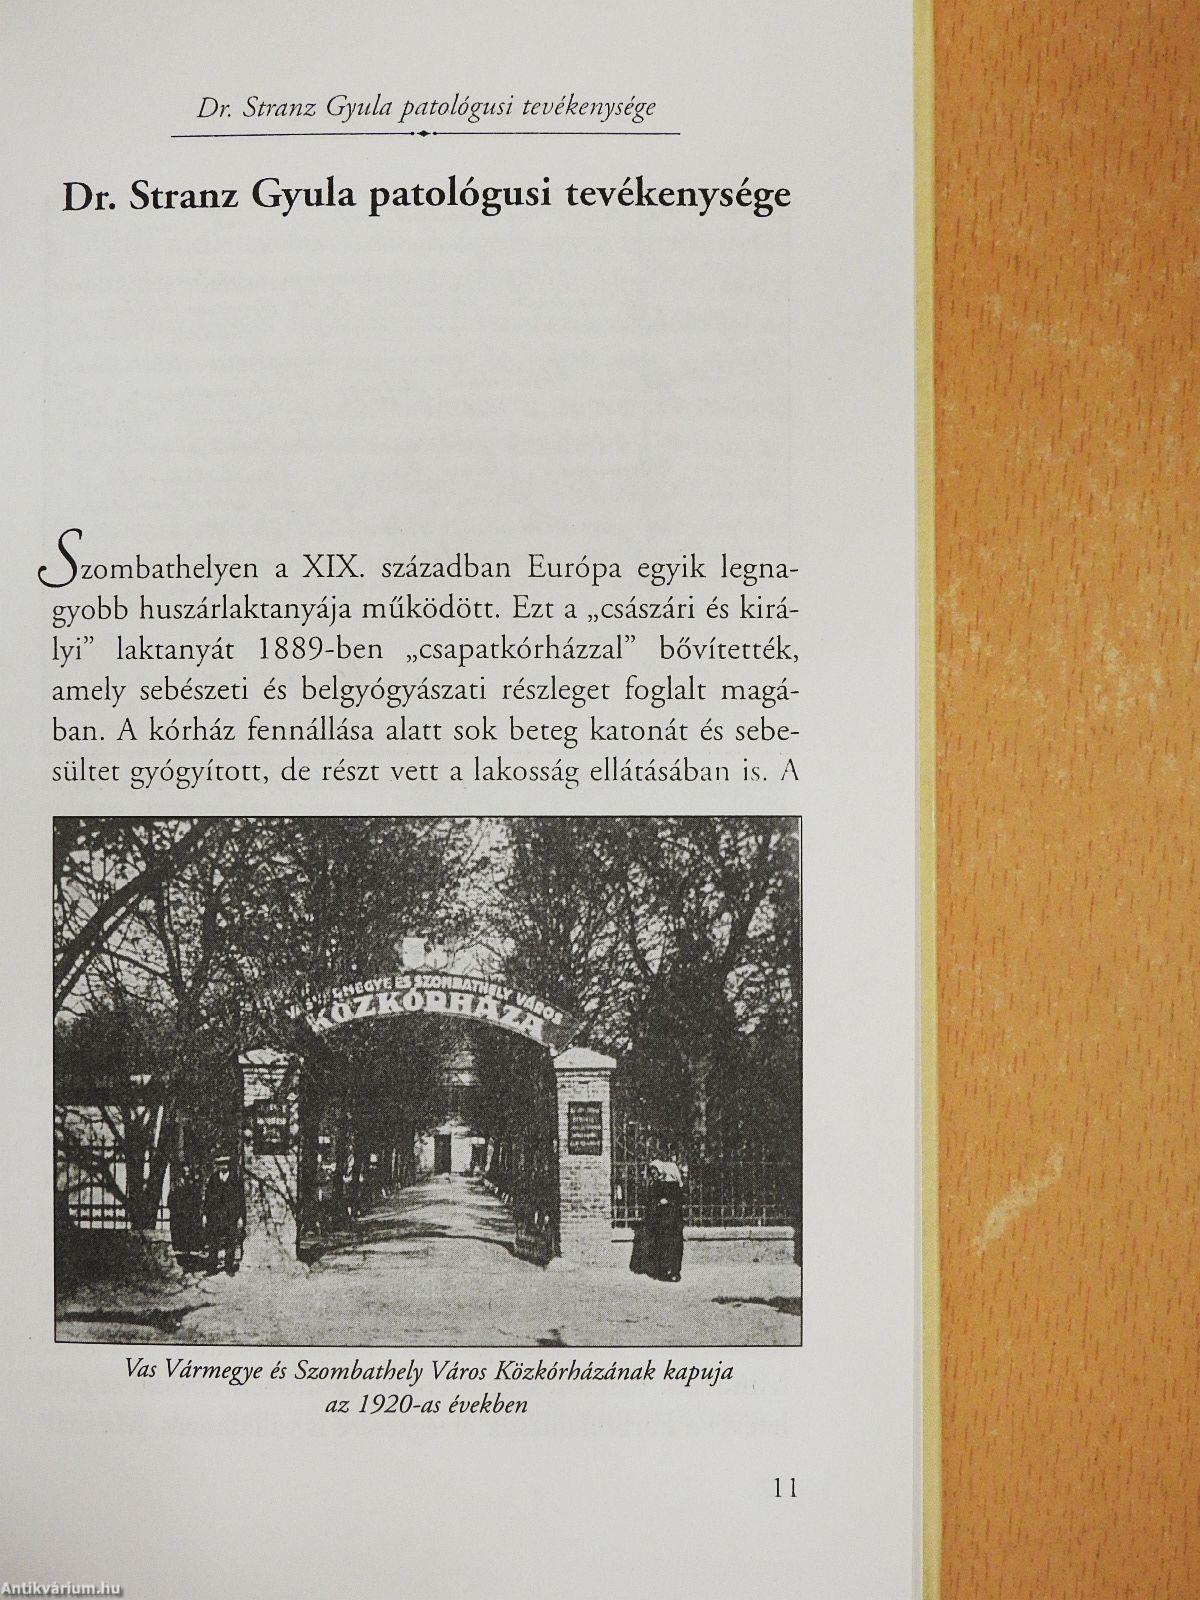 Dr. Stranz Gyula patológusi tevékenysége
Dr. Stranz Gyula patológusi tevékenysége
Szombathelyen a XIX. században Európa egyik legna-
gyobb huszárlaktanyája működött. Ezt a „császári és kirá-
lyi” laktanyát 1889-ben „csapatkórházzal” bővítették,
amely sebészeti és belgyógyászati részleget foglalt magá-
ban. A kórház fennállása alatt sok beteg katonát és sebe-
sültet gyógyított, de részt vett a lakosság ellátásában is. A
ÉS SZOMBATHELY VÁROS
KÖZKÓRHÁZA
Vas Vármegye és Szombathely Város Közkórházának kapuja
az 1920-as években
11
Antikvárium.hu